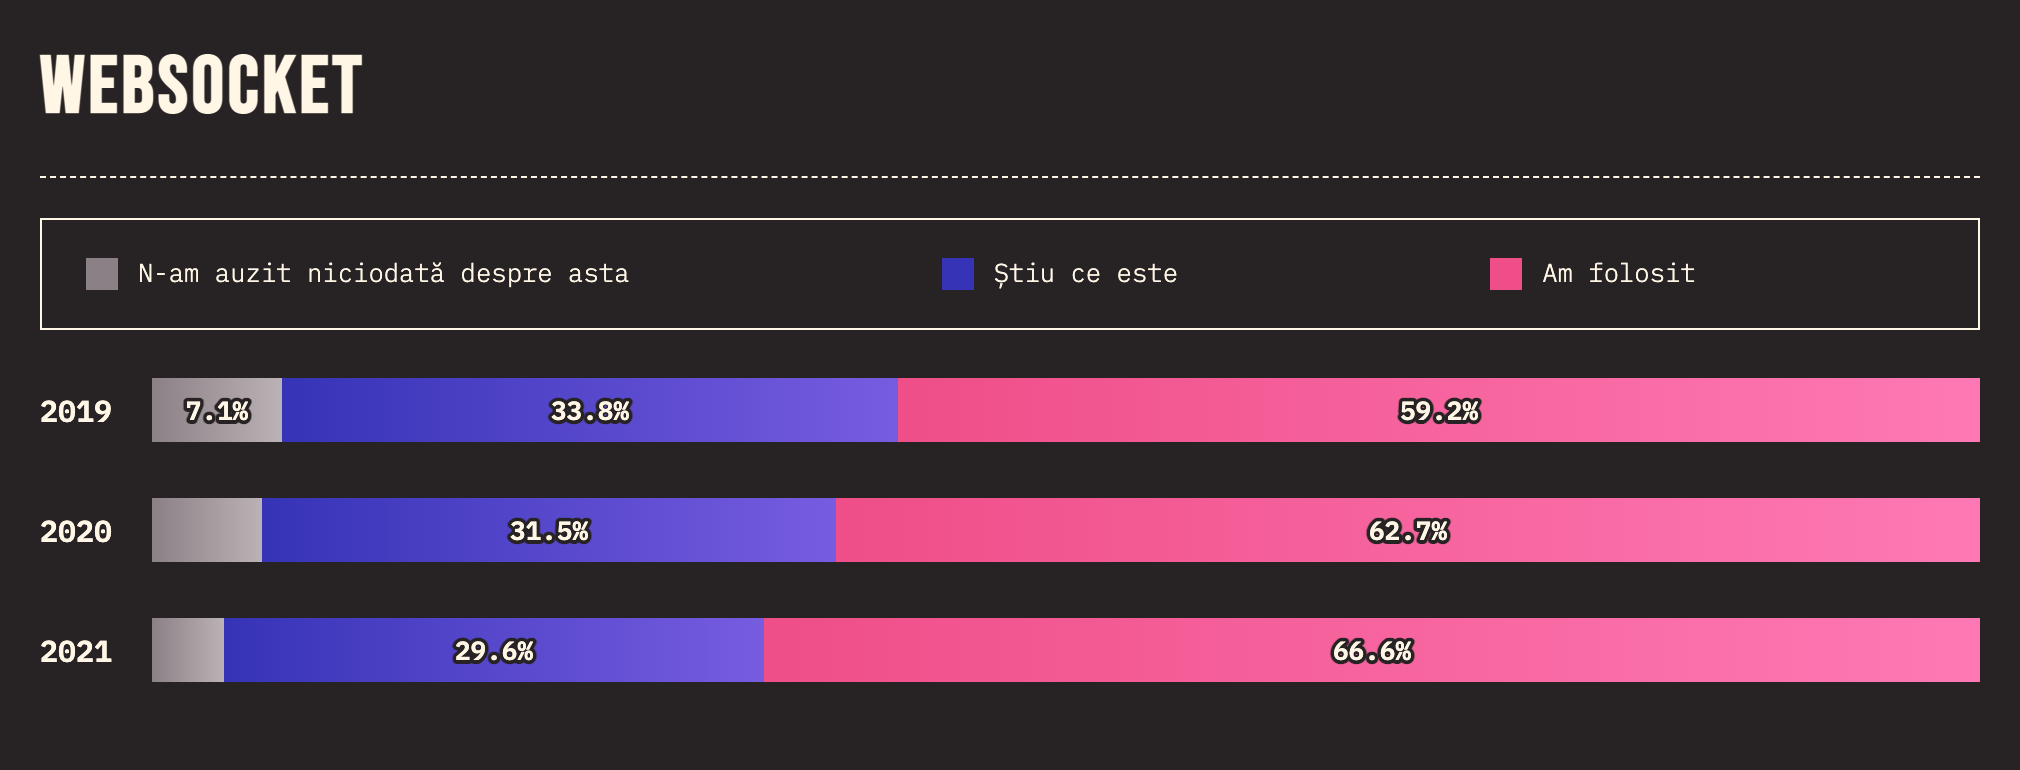 WEBSOCKET
N-am auzit niciodată despre asta Știu ce este Am folosit
2019 7.1% 33.8% 59.2%
2020 31.5% 62.7%
2021 29.6% 66.6%